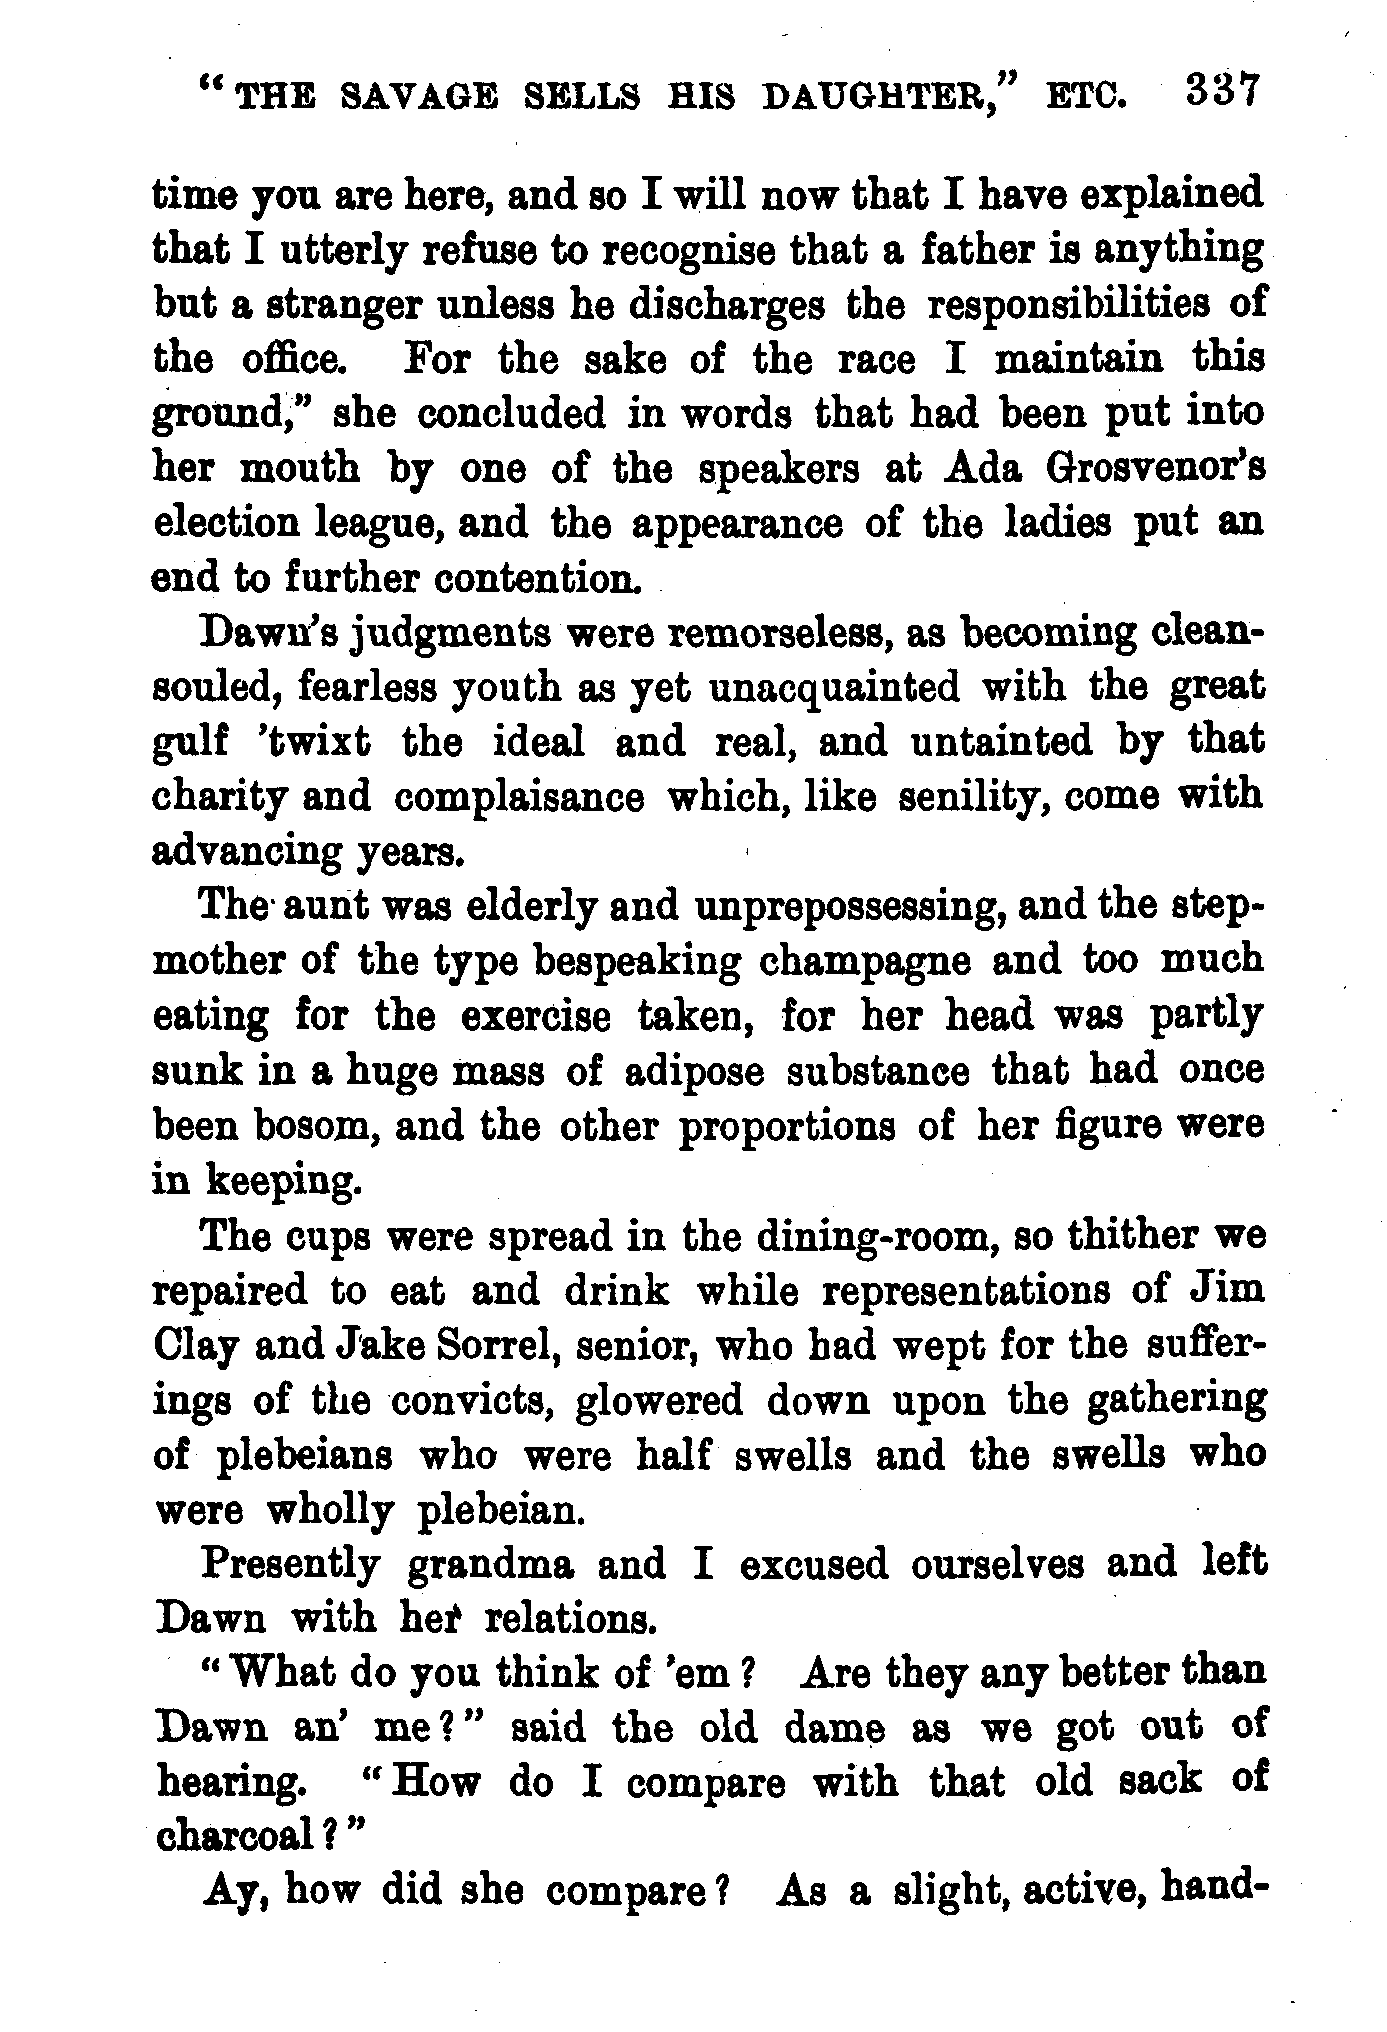 “THE SAVAGE SELLS HIS DAUGHTER,” ETC. 337
time you are here, and so I will now that I have explained
that I utterly refuse to recognise that a father is anything
but a stranger unless he discharges the responsibilities of
the office. For the sake of the race I maintain this
ground,” she concluded in words that had been put into
her mouth by one of the speakers at Ada Grosvenor’s
election league, and the appearance of the ladies put an
end to further contention.
Dawn’s judgments were remorseless, as becoming clean-
souled, fearless youth as yet unacquainted with the great
gulf ’twixt the ideal and real, and untainted by that
charity and complaisance which, like senility, come with
advancing years.
The aunt was elderly and unprepossessing, and the step-
mother of the type bespeaking champagne and too much
eating for the exercise taken, for her head was partly
sunk in a huge mass of adipose substance that had once
been bosom, and the other proportions of her figure were
in keeping.
The cups were spread in the dining-room, so thither we
repaired to eat and drink while representations of Jim
Clay and Jake Sorrel, senior, who had wept for the suffer-
ings of the convicts, glowered down upon the gathering
of plebeians who were half swells and the swells who
were wholly plebeian.
Presently grandma and I excused ourselves and left
Dawn with her relations.
“What do you think of ’em? Are they any better than
Dawn an’ me?” said the old dame as we got out of
hearing. “How do I compare with that old sack of
charcoal?”
Ay, how did she compare? As a slight, active, hand-